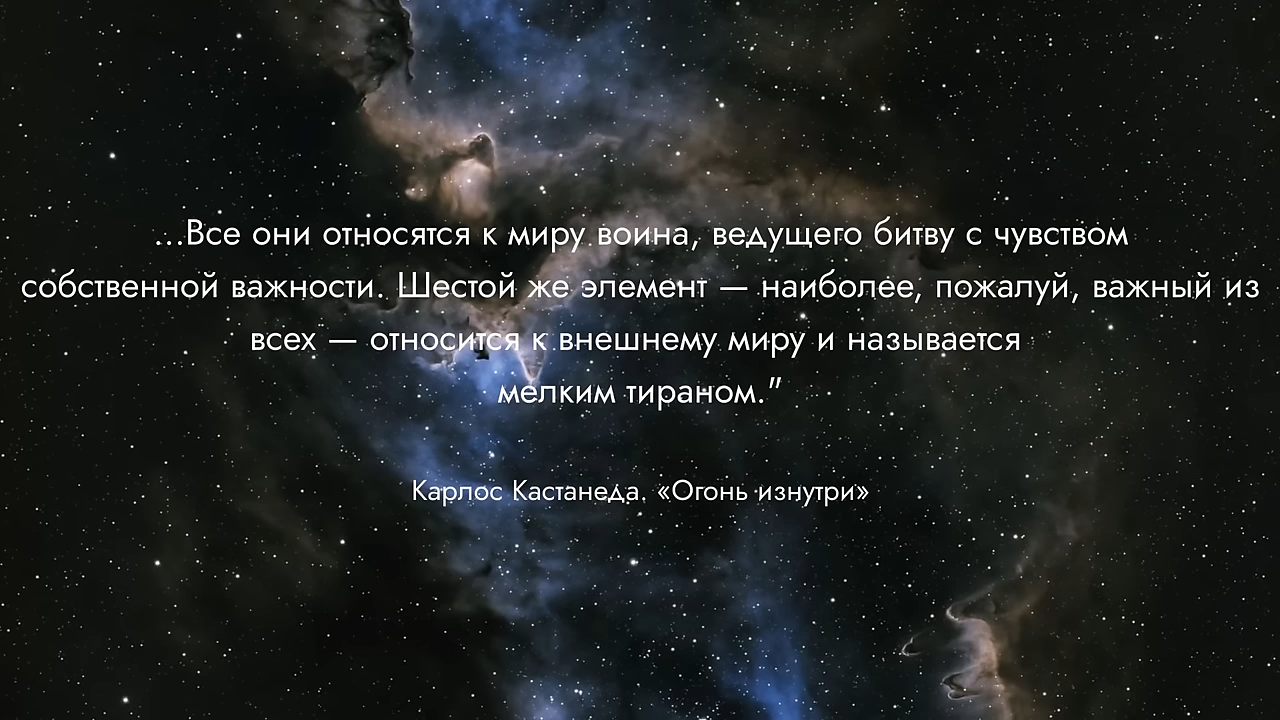 ...Все они относятся к миру воина, ведущего битву с чувством
собственной важности. Шестой же элемент — наиболее, пожалуй, важный из
всех — относится к внешнему миру и называется
мелким тираном."
Карлос Кастанеда. «Огонь изнутри»